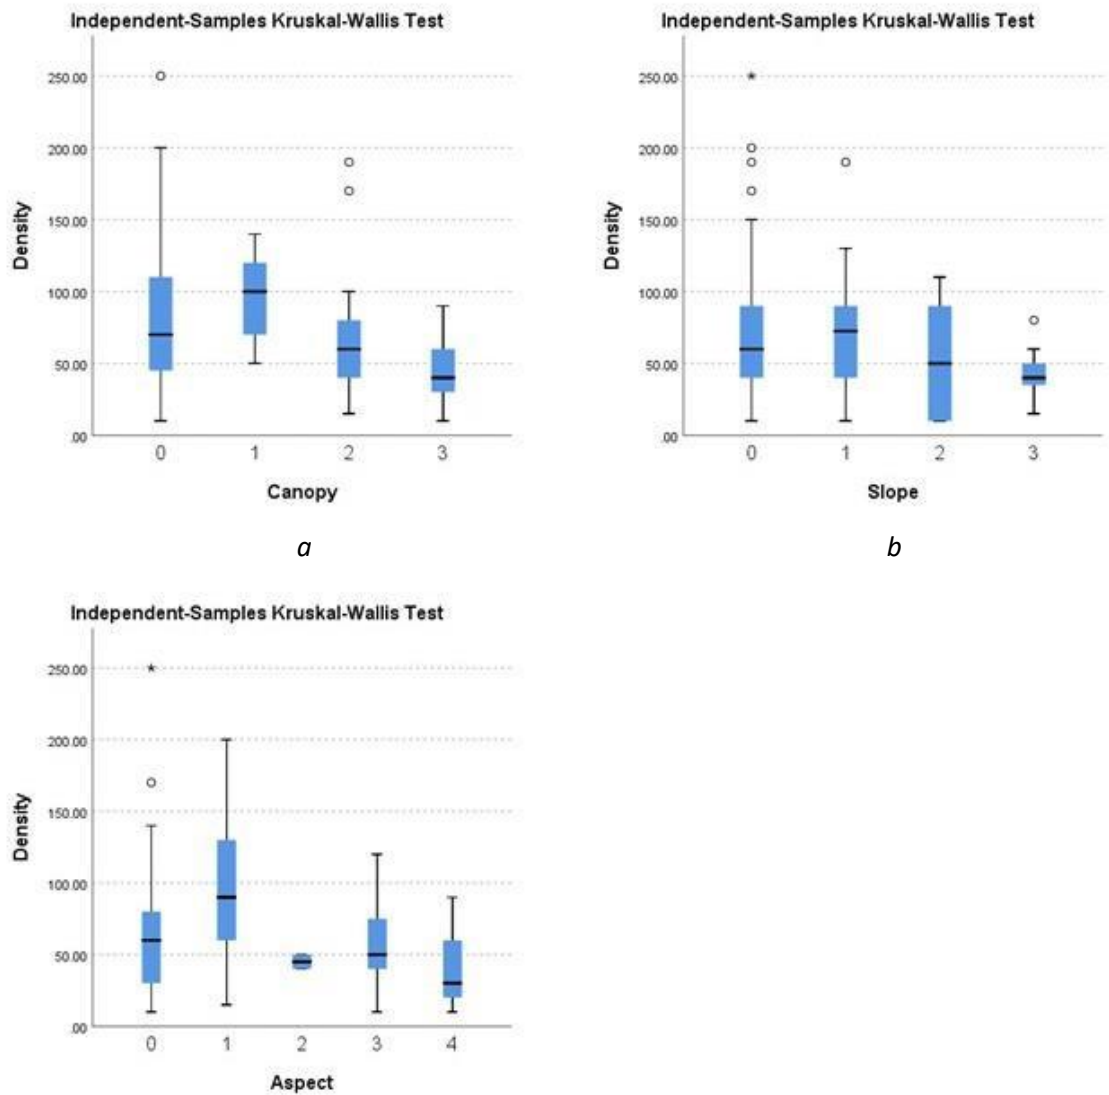 Independent-Samples Kruskal-Wallis Test
250.00
200.00
150.00
100.00
50.00
.00
Density
0 1 2 3
Canopy
a
Independent-Samples Kruskal-Wallis Test
250.00
200.00
150.00
100.00
50.00
.00
Density
0 1 2 3
Slope
b
Independent-Samples Kruskal-Wallis Test
250.00
200.00
150.00
100.00
50.00
.00
Density
0 1 2 3 4
Aspect